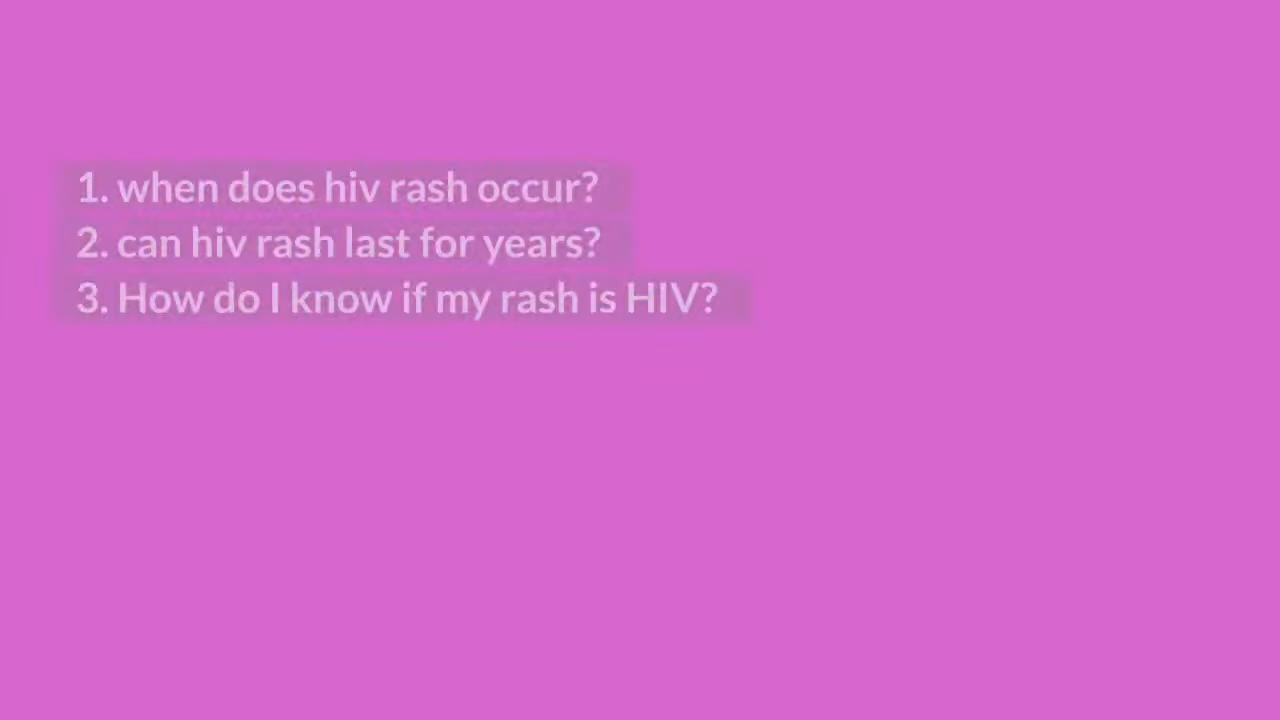 1. when does hiv rash occur?
2. can hiv rash last for years?
3. How do I know if my rash is HIV?